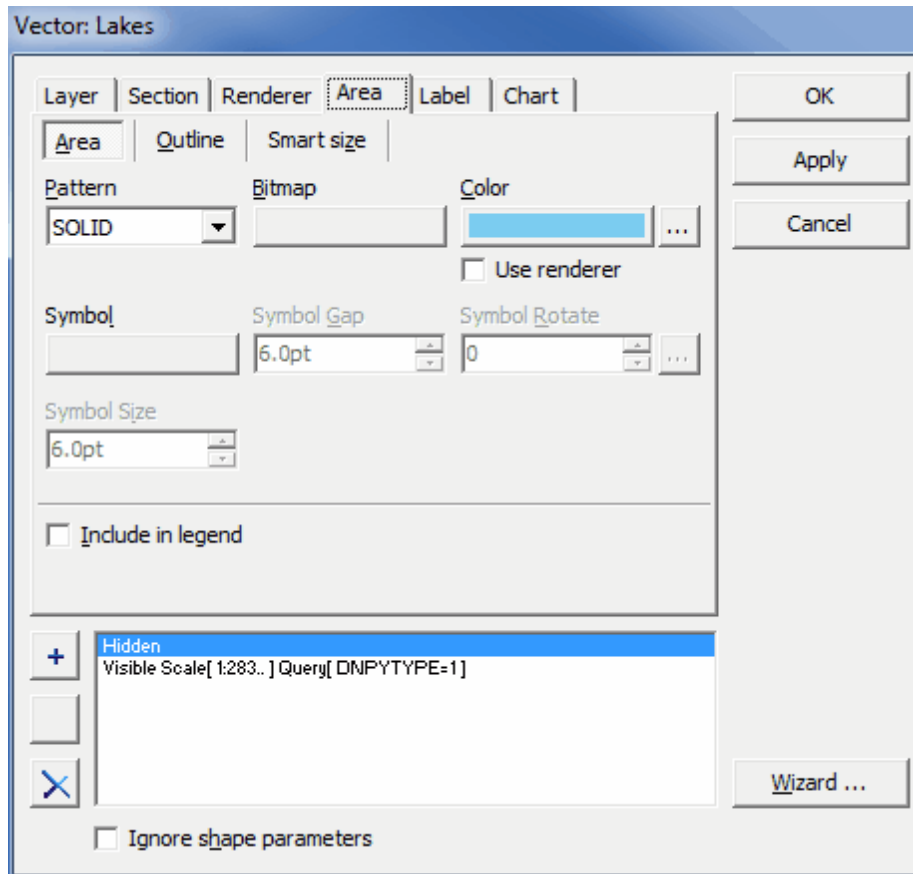 Vector: Lakes
Layer Section Renderer Area Label Chart
OK
Area Outline Smart size
Apply
Pattern Bitmap Color
SOLID ...
Cancel
Use renderer
Symbol Symbol Gap Symbol Rotate
6.0pt 0 ...
Symbol Size
6.0pt
Include in legend
+
Hidden
Visible Scale[ 1:283.. ] Query[ DNPYTYPE=1 ]
Wizard ...
Ignore shape parameters